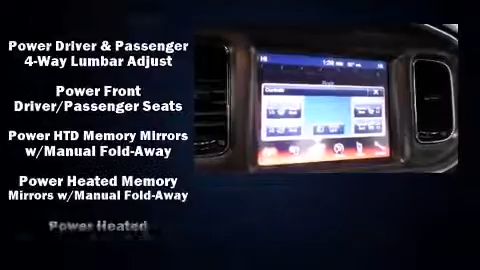 Power Driver & Passenger
4-Way Lumbar Adjust
Power Front
Driver/Passenger Seats
Power HTD Memory Mirrors
w/Manual Fold-Away
Power Heated Memory
Mirrors w/Manual Fold-Away
Power Heated
Controls